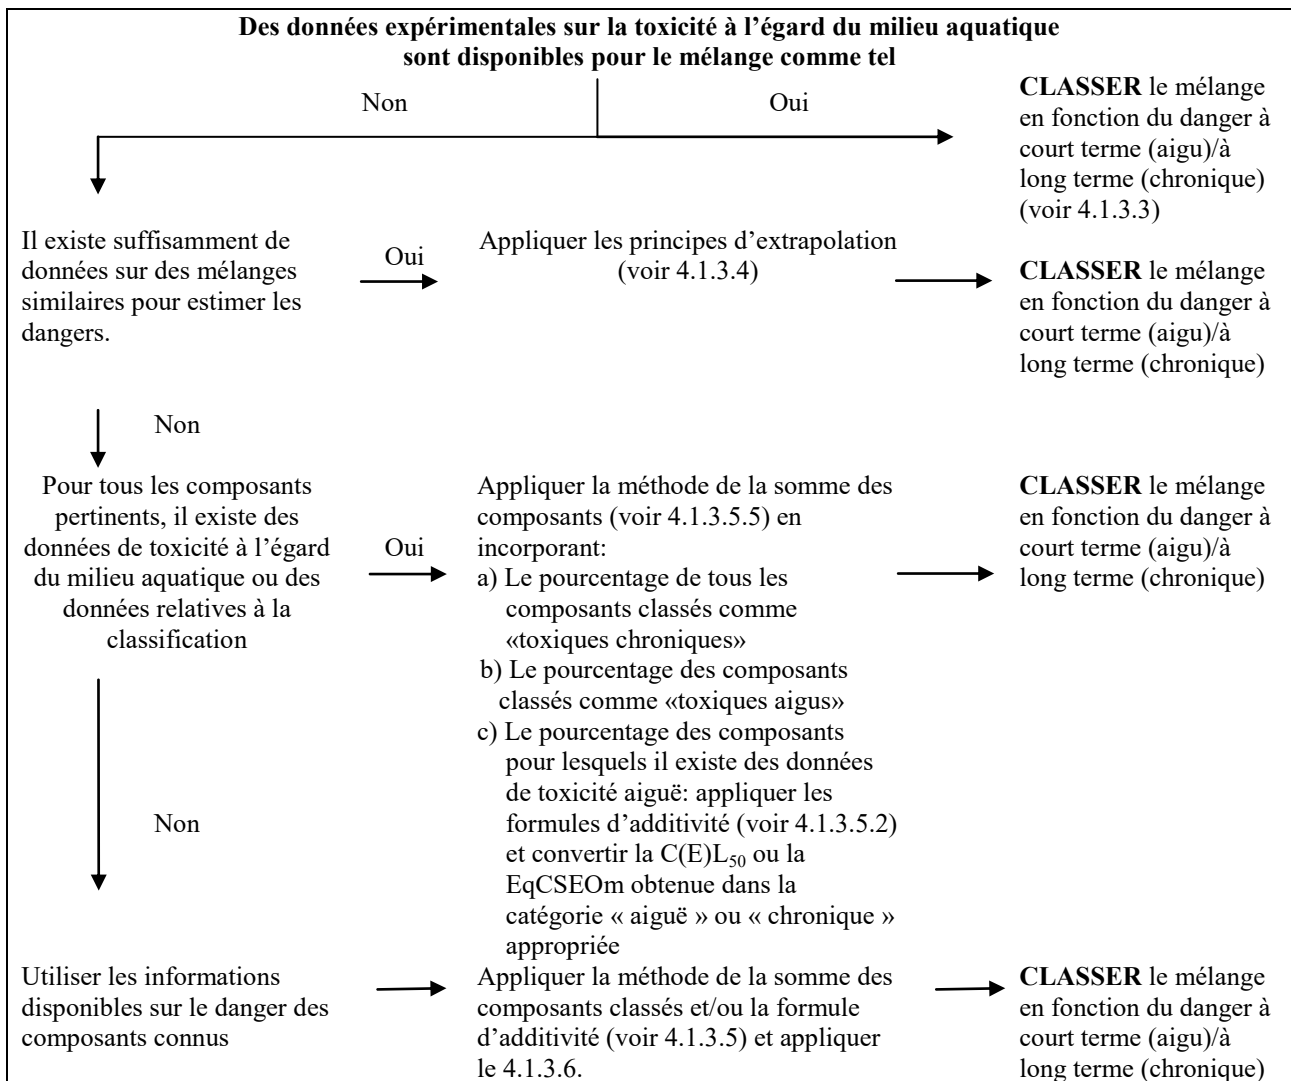 Des données expérimentales sur la toxicité à l’égard du milieu aquatique
sont disponibles pour le mélange comme tel
Non
Oui
CLASSER le mélange
en fonction du danger à
court terme (aigu)/à
long terme (chronique)
(voir 4.1.3.3)
Il existe suffisamment de
données sur des mélanges
similaires pour estimer les
dangers.
Oui
Appliquer les principes d’extrapolation
(voir 4.1.3.4)
CLASSER le mélange
en fonction du danger à
court terme (aigu)/à
long terme (chronique)
Non
Pour tous les composants
pertinents, il existe des
données de toxicité à l’égard
du milieu aquatique ou des
données relatives à la
classification
Oui
Appliquer la méthode de la somme des
composants (voir 4.1.3.5.5) en
incorporant:
a) Le pourcentage de tous les
composants classés comme
«toxiques chroniques»
b) Le pourcentage des composants
classés comme «toxiques aigus»
c) Le pourcentage des composants
pour lesquels il existe des données
de toxicité aiguë: appliquer les
formules d’additivité (voir 4.1.3.5.2)
et convertir la C(E)L50 ou la
EqCSEOm obtenue dans la
catégorie « aiguë » ou « chronique »
appropriée
CLASSER le mélange
en fonction du danger à
court terme (aigu)/à
long terme (chronique)
Non
Utiliser les informations
disponibles sur le danger des
composants connus
Appliquer la méthode de la somme des
composants classés et/ou la formule
d’additivité (voir 4.1.3.5) et appliquer
le 4.1.3.6.
CLASSER le mélange
en fonction du danger à
court terme (aigu)/à
long terme (chronique)